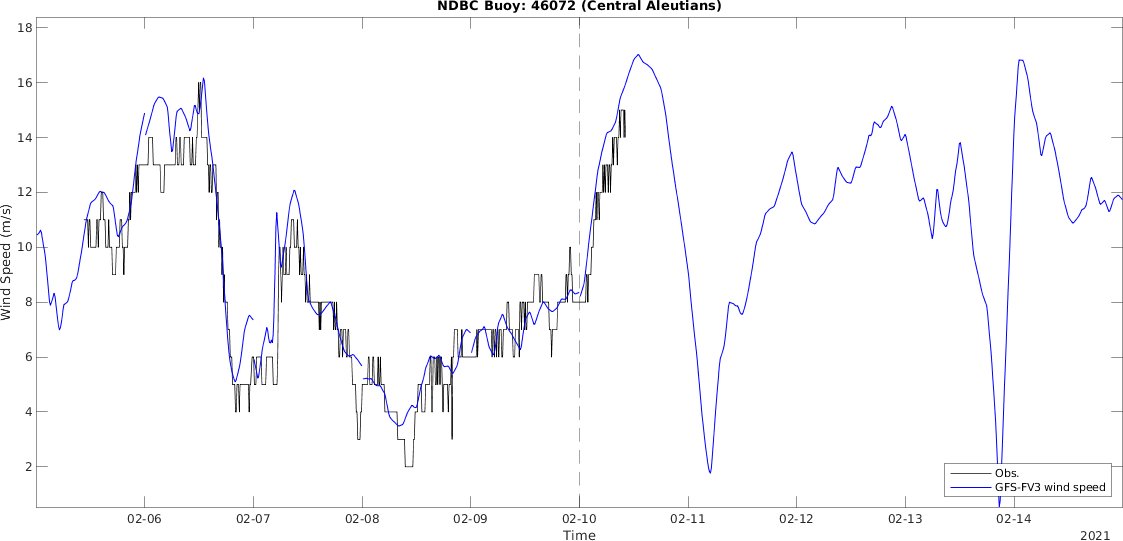 NDBC Buoy: 46072 (Central Aleutians)
18
16
14
12
10
8
6
4
2
Wind Speed (m/s)
Obs.
GFS-FV3 wind speed
02-06 02-07 02-08 02-09 02-10 02-11 02-12 02-13 02-14
Time
2021